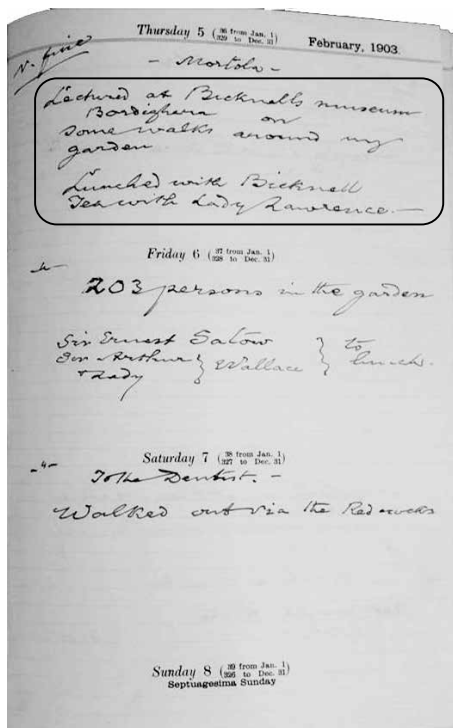 Thursday 5 (36 from Jan. 1 / 329 to Dec. 31) February, 1903.
V. fine
- Mortola -
Lectured at Bicknell's museum
Bordighera on
some walks around my
garden
Lunched with Bicknell
Tea with Lady Lawrence.—
Friday 6 (37 from Jan. 1 / 328 to Dec. 31)
203 persons in the garden
Sir Ernest Satow } to
Sir Arthur } Wallace } lunch.
& Lady
Saturday 7 (38 from Jan. 1 / 327 to Dec. 31)
-"-
To the Dentist. -
Walked out via the Red rocks
Sunday 8 (39 from Jan. 1 / 326 to Dec. 31)
Septuagesima Sunday